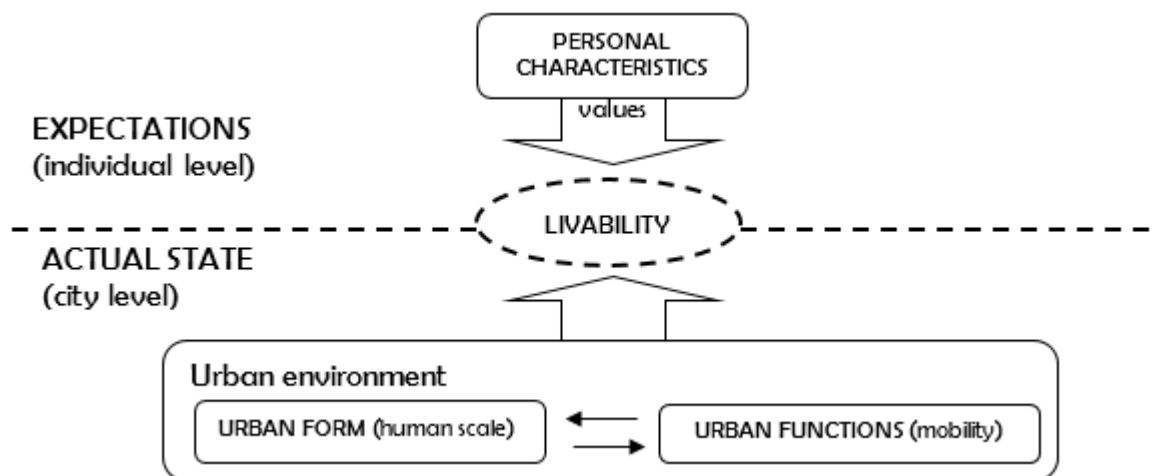 PERSONAL
CHARACTERISTICS
values
EXPECTATIONS
(individual level)
LIVABILITY
ACTUAL STATE
(city level)
Urban environment
URBAN FORM (human scale)
URBAN FUNCTIONS (mobility)